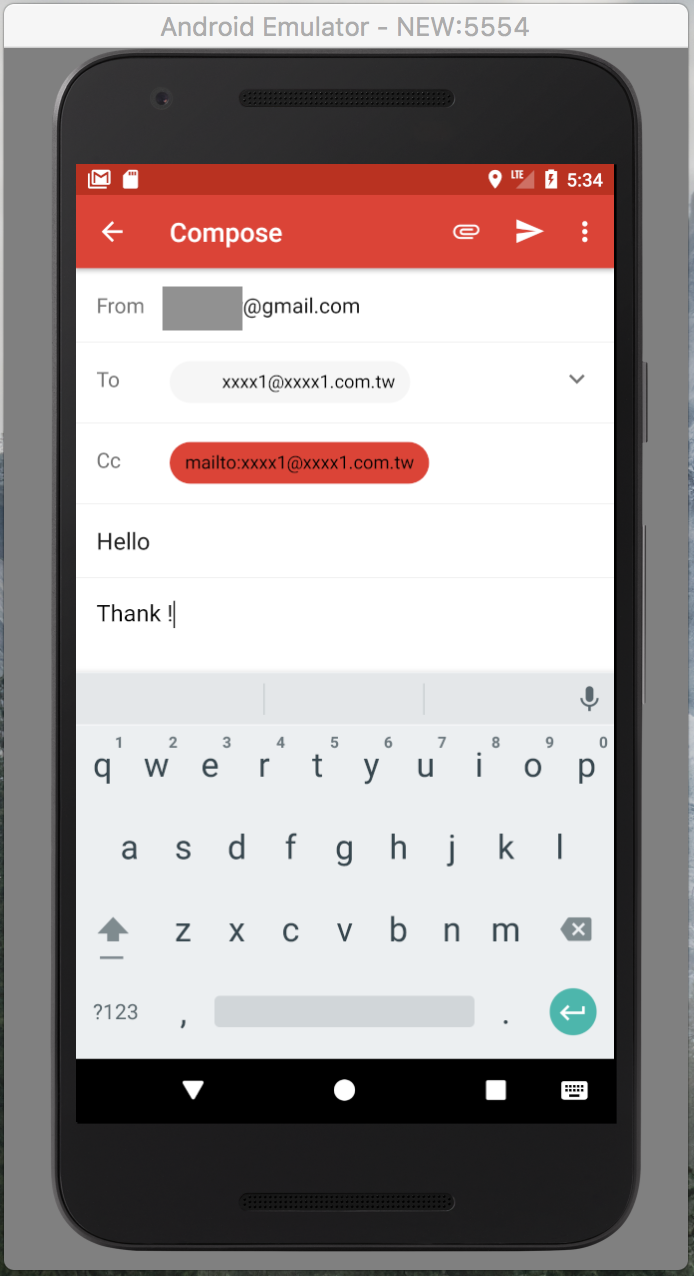 Android Emulator - NEW:5554
LTE 5:34
Compose
From @gmail.com
To xxxx1@xxxx1.com.tw
Cc mailto:xxxx1@xxxx1.com.tw
Hello
Thank !
1 2 3 4 5 6 7 8 9 0
q w e r t y u i o p
a s d f g h j k l
z x c v b n m
?123 , .